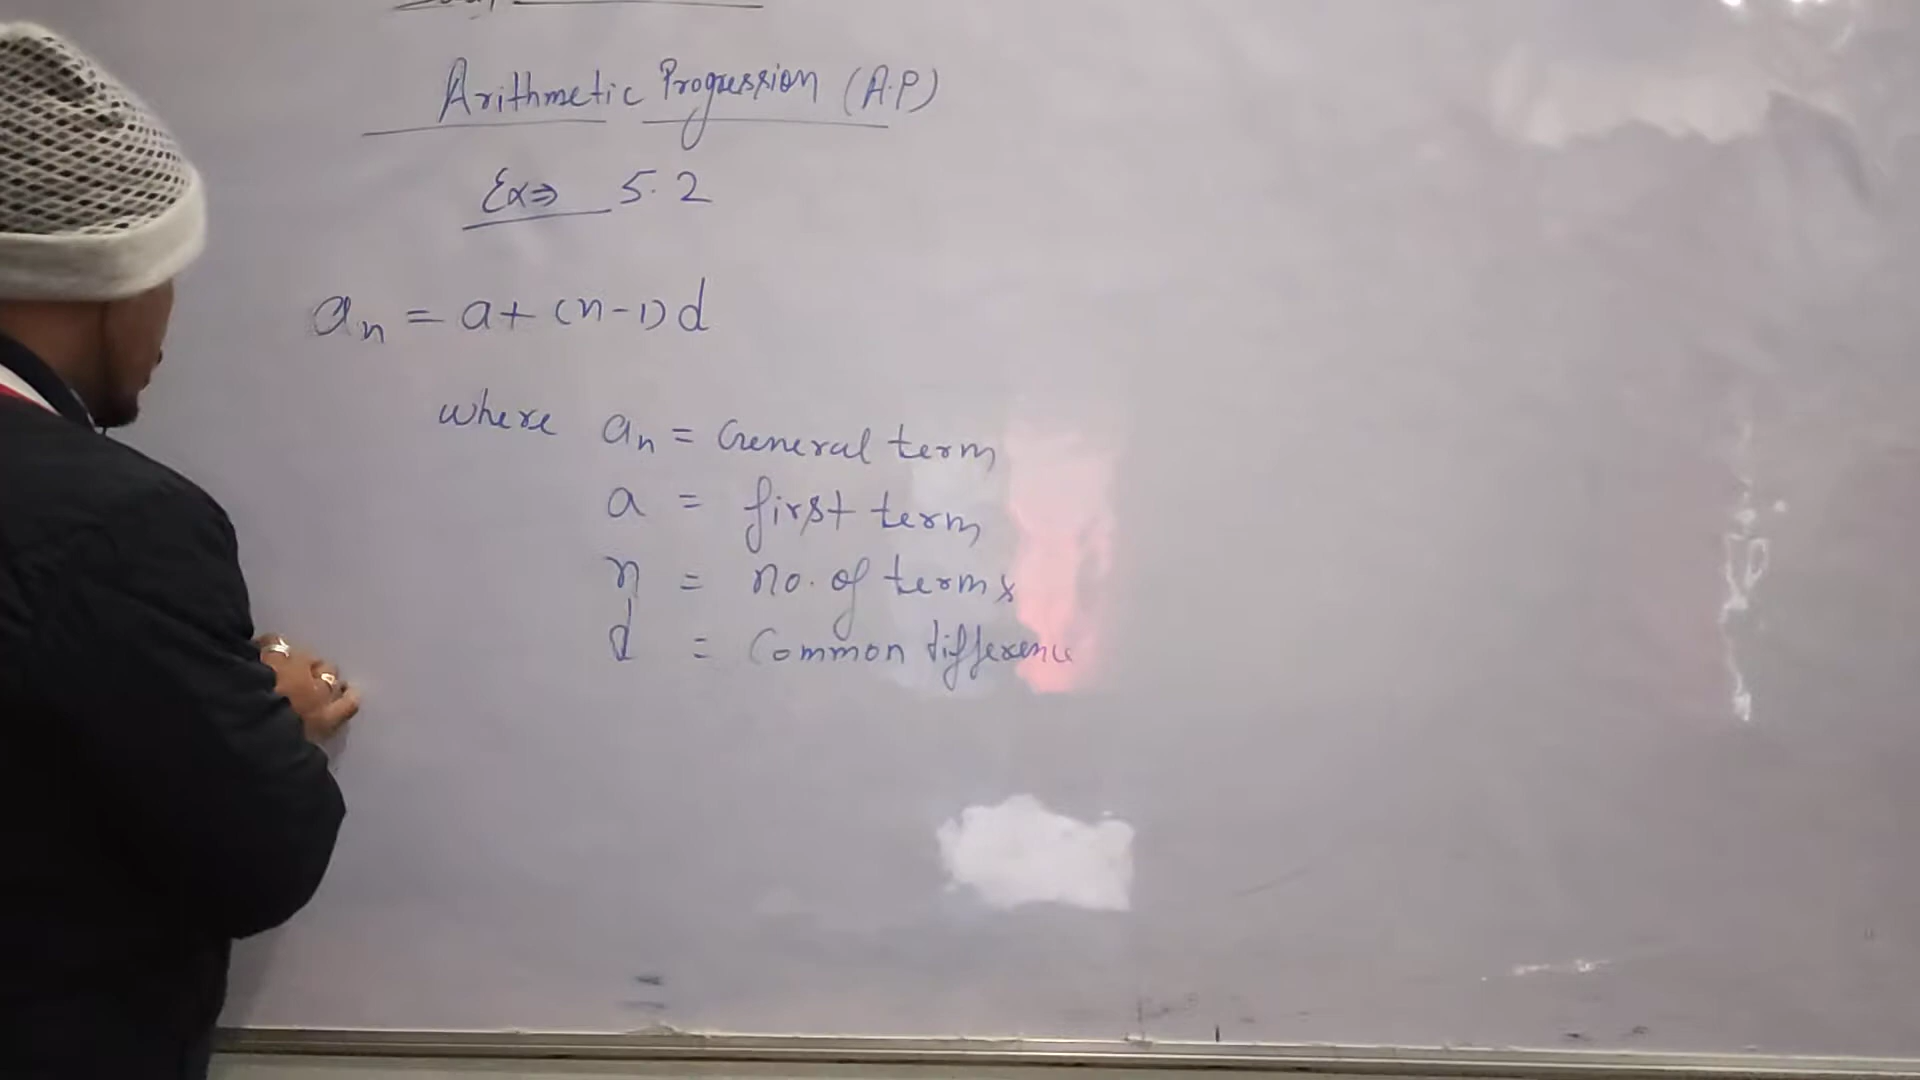 Arithmetic Progression (A.P)
Ex⇒ 5.2
aₙ = a + (n-1) d
where aₙ = General term
a = first term
n = no. of terms
d = Common difference